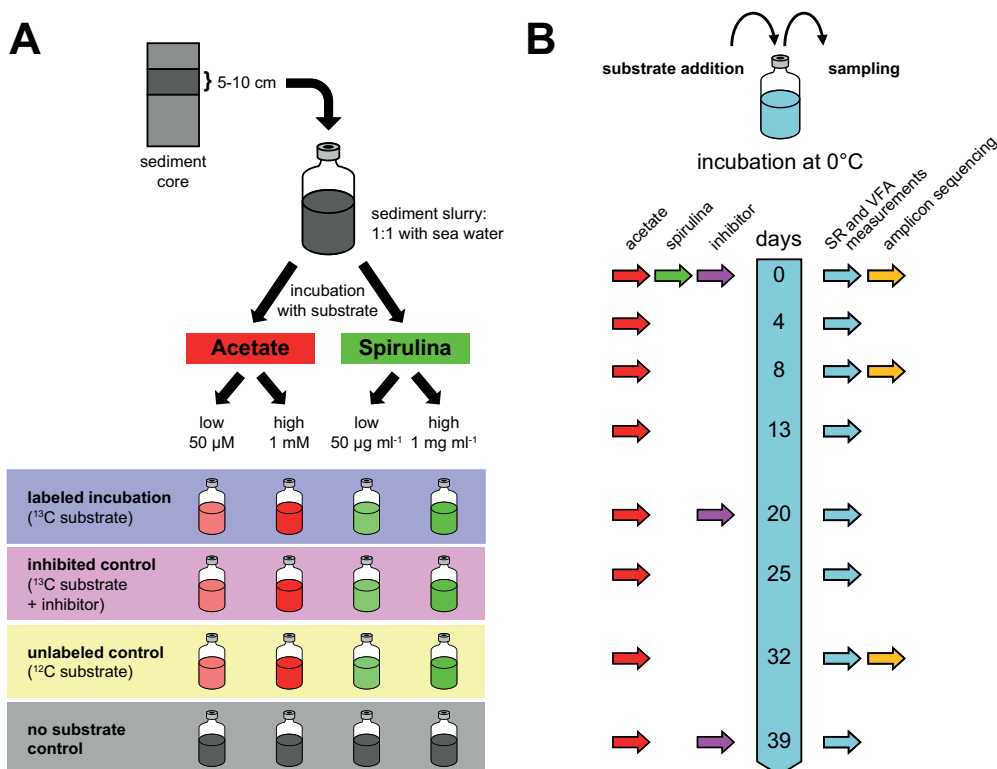 A
} 5-10 cm
sediment
core
sediment slurry:
1:1 with sea water
incubation
with substrate
Acetate
Spirulina
low
50 µM
high
1 mM
low
50 µg ml⁻¹
high
1 mg ml⁻¹
labeled incubation
(¹³C substrate)
inhibited control
(¹³C substrate
+ inhibitor)
unlabeled control
(¹²C substrate)
no substrate
control
B
substrate addition
sampling
incubation at 0°C
acetate
spirulina
inhibitor
days
SR and VFA
measurements
amplicon sequencing
0
4
8
13
20
25
32
39